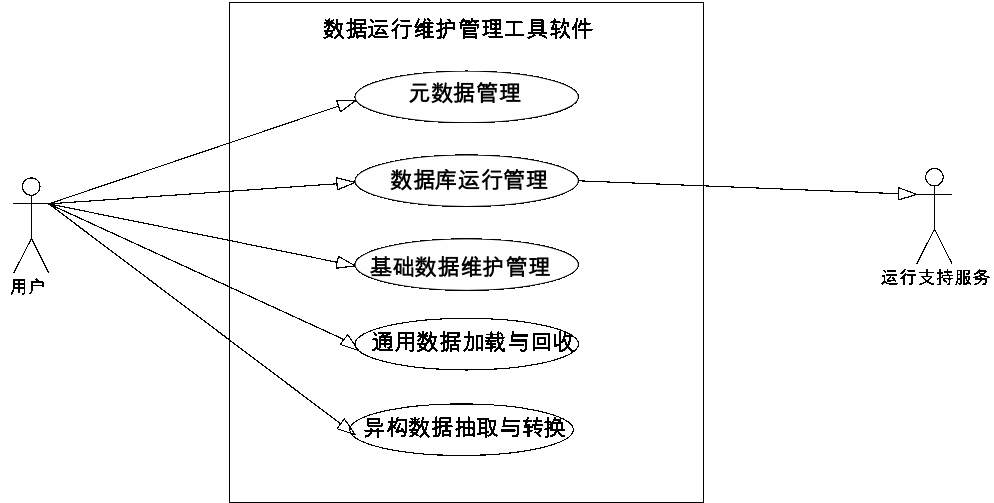 数据运行维护管理工具软件
元数据管理
数据库运行管理
基础数据维护管理
用户
运行支持服务
通用数据加载与回收
异构数据抽取与转换